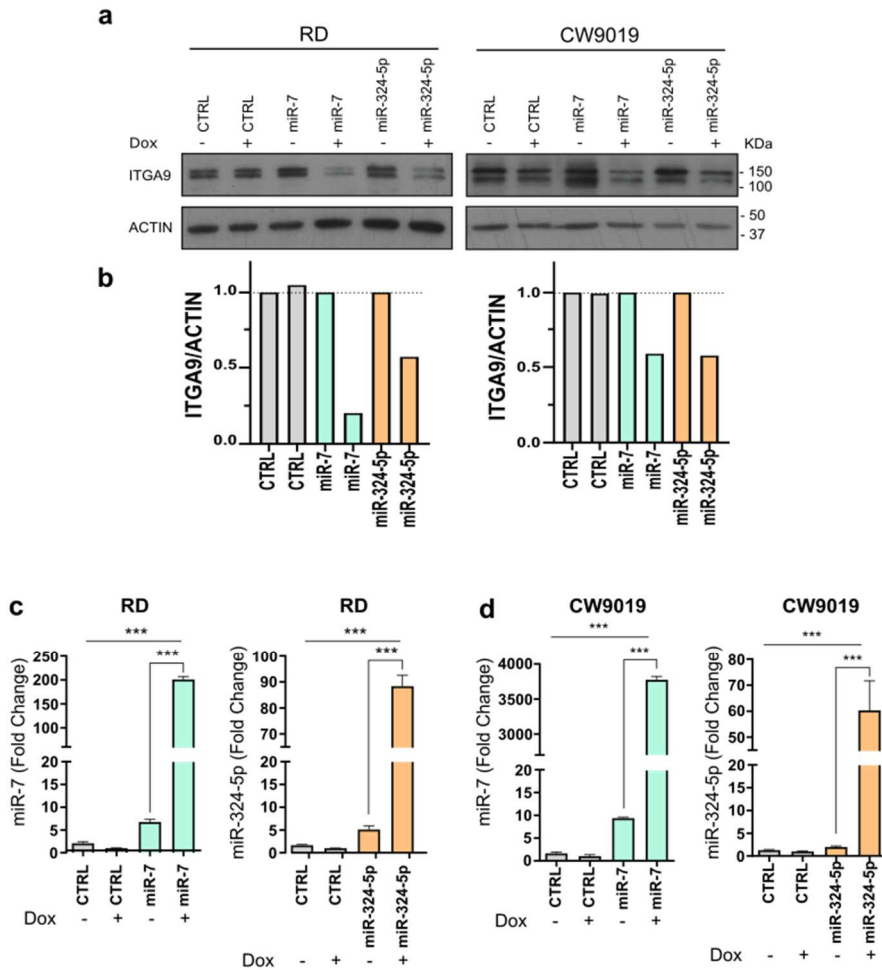 a
RD
CW9019
CTRL CTRL miR-7 miR-7 miR-324-5p miR-324-5p CTRL CTRL miR-7 miR-7 miR-324-5p miR-324-5p
Dox - + - + - + - + - + - + KDa
ITGA9
- 150
- 100
ACTIN
- 50
- 37
b
ITGA9/ACTIN
1.0
0.5
0.0
CTRL CTRL miR-7 miR-7 miR-324-5p miR-324-5p
ITGA9/ACTIN
1.0
0.5
0.0
CTRL CTRL miR-7 miR-7 miR-324-5p miR-324-5p
c
RD
***
***
miR-7 (Fold Change)
250
200
150
100
20
15
10
5
0
CTRL CTRL miR-7 miR-7
Dox - + - +
RD
***
***
miR-324-5p (Fold Change)
100
90
80
70
20
15
10
5
0
CTRL CTRL miR-324-5p miR-324-5p
Dox - + - +
d
CW9019
***
***
miR-7 (Fold Change)
4000
3500
3000
20
15
10
5
0
CTRL CTRL miR-7 miR-7
Dox - + - +
CW9019
***
***
miR-324-5p (Fold Change)
80
70
60
50
20
15
10
5
0
CTRL CTRL miR-324-5p miR-324-5p
Dox - + - +